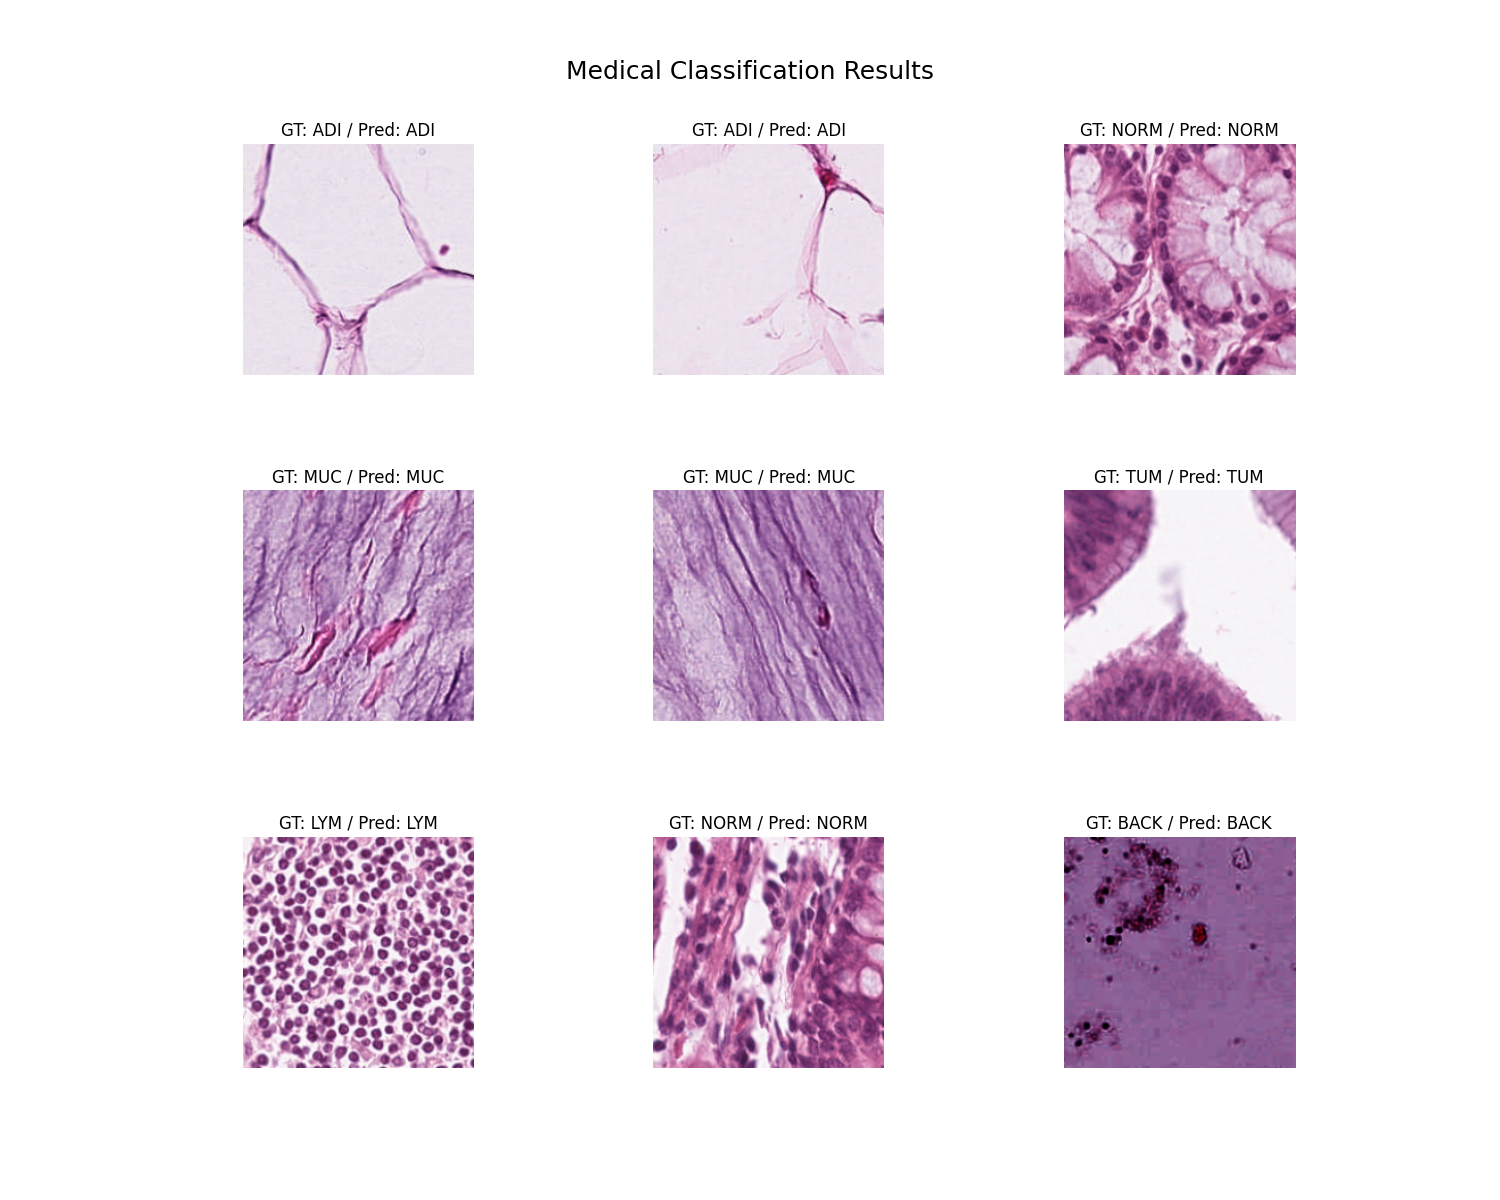 Medical Classification Results
GT: ADI / Pred: ADI
GT: ADI / Pred: ADI
GT: NORM / Pred: NORM
GT: MUC / Pred: MUC
GT: MUC / Pred: MUC
GT: TUM / Pred: TUM
GT: LYM / Pred: LYM
GT: NORM / Pred: NORM
GT: BACK / Pred: BACK